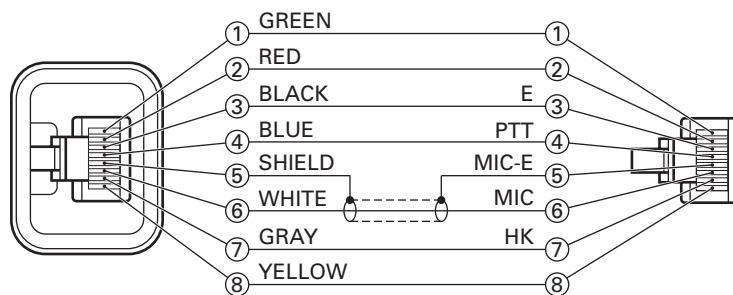 ① GREEN ①
② RED ②
③ BLACK E ③
④ BLUE PTT ④
⑤ SHIELD MIC-E ⑤
⑥ WHITE MIC ⑥
⑦ GRAY HK ⑦
⑧ YELLOW ⑧